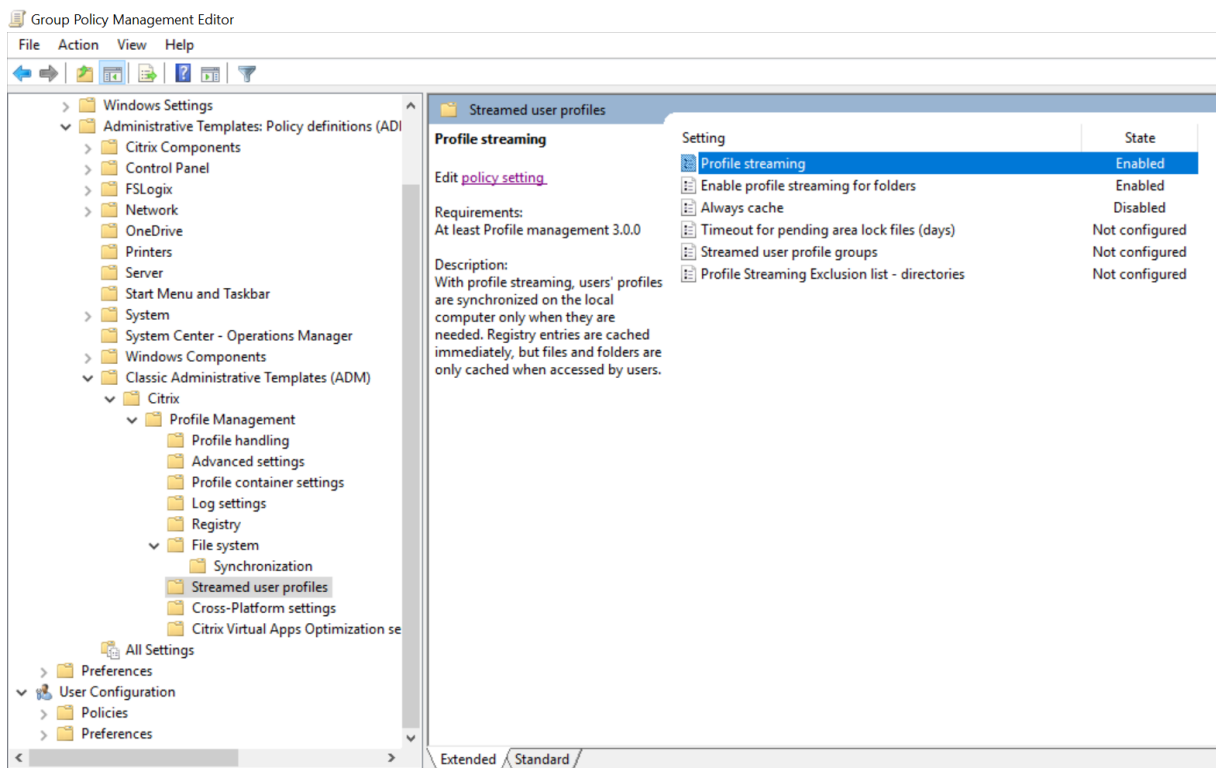 Group Policy Management Editor
File Action View Help
Windows Settings
Administrative Templates: Policy definitions (ADI
Citrix Components
Control Panel
FSLogix
Network
OneDrive
Printers
Server
Start Menu and Taskbar
System
System Center - Operations Manager
Windows Components
Classic Administrative Templates (ADM)
Citrix
Profile Management
Profile handling
Advanced settings
Profile container settings
Log settings
Registry
File system
Synchronization
Streamed user profiles
Cross-Platform settings
Citrix Virtual Apps Optimization se
All Settings
Preferences
User Configuration
Policies
Preferences
Streamed user profiles
Profile streaming
Edit policy setting
Requirements:
At least Profile management 3.0.0
Description:
With profile streaming, users' profiles
are synchronized on the local
computer only when they are
needed. Registry entries are cached
immediately, but files and folders are
only cached when accessed by users.
Setting State
Profile streaming Enabled
Enable profile streaming for folders Enabled
Always cache Disabled
Timeout for pending area lock files (days) Not configured
Streamed user profile groups Not configured
Profile Streaming Exclusion list - directories Not configured
Extended Standard